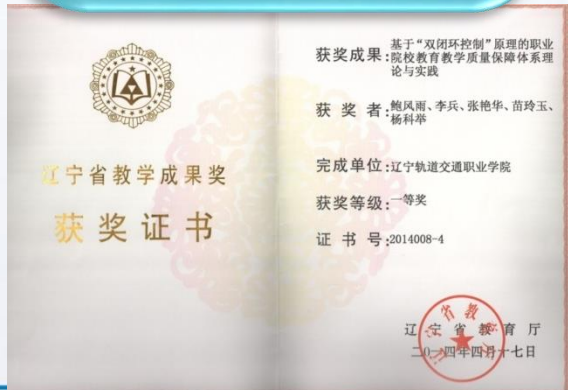 辽宁省教学成果奖
获奖证书
获奖成果:基于“双闭环控制”原理的职业
院校教育教学质量保障体系理
论与实践
获奖者:鲍风雨、李兵、张艳华、苗玲玉、
杨科举
完成单位:辽宁轨道交通职业学院
获奖等级:一等奖
证书号:2014008-4
辽宁省教育厅
二〇一四年四月十七日